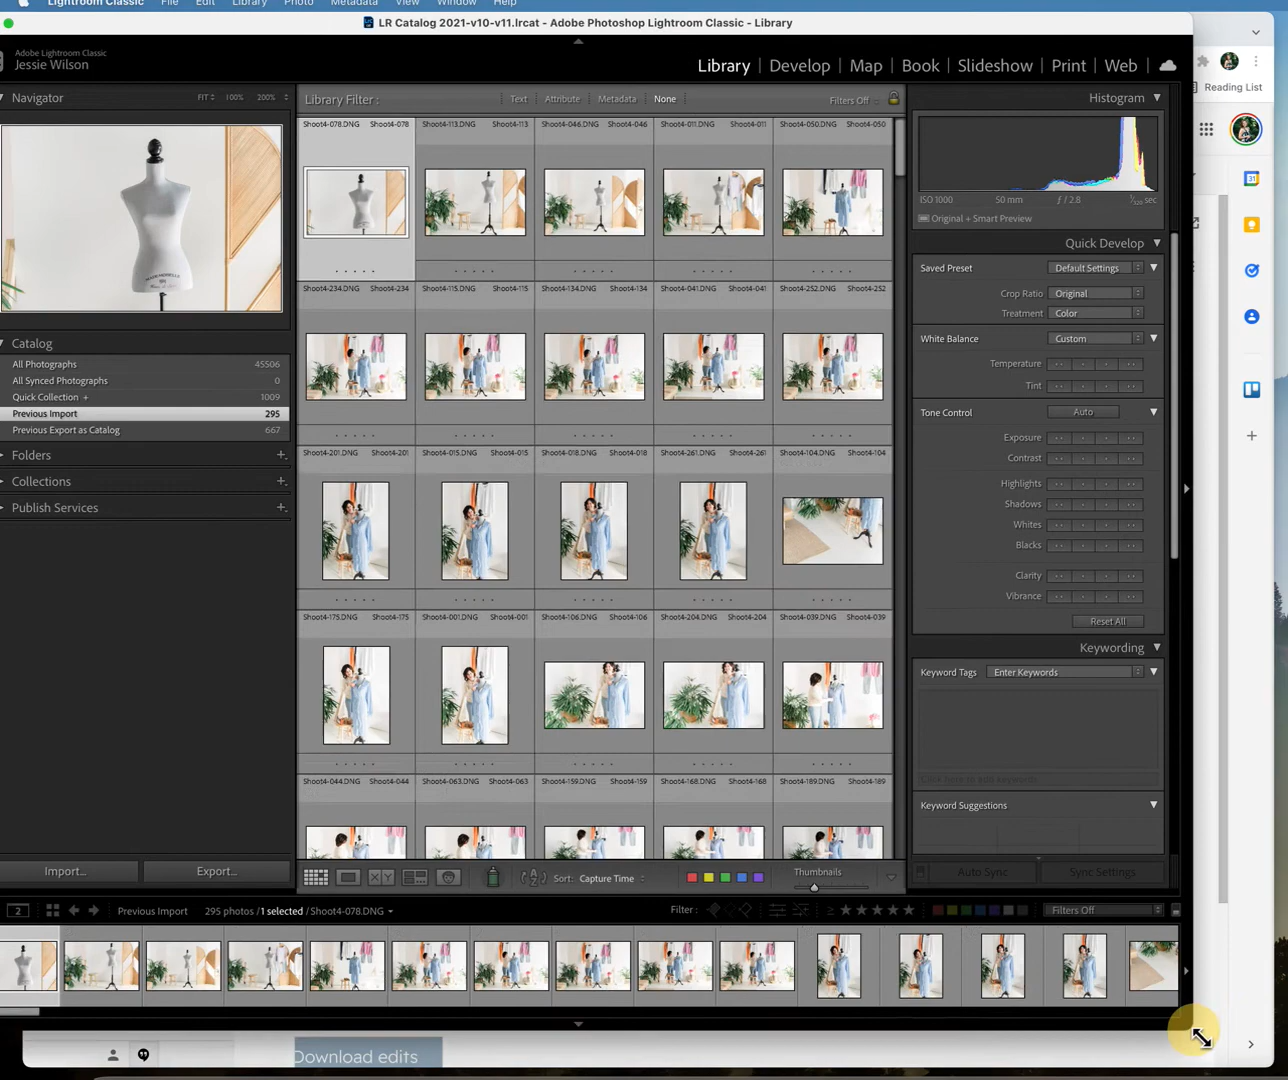 Lightroom Classic File Edit Library Photo Metadata View Window Help
LR Catalog 2021-v10-v11.lrcat - Adobe Photoshop Lightroom Classic - Library
Adobe Lightroom Classic
Jessie Wilson
Library | Develop | Map | Book | Slideshow | Print | Web
Reading List
Navigator FIT 100% 200%
Library Filter : Text Attribute Metadata None Filters Off
Histogram
Shoot4-078.DNG Shoot4-078 Shoot4-113.DNG Shoot4-113 Shoot4-046.DNG Shoot4-046 Shoot4-011.DNG Shoot4-011 Shoot4-050.DNG Shoot4-050
ISO 1000 50 mm ƒ / 2.8 1/320 sec
Original + Smart Preview
31
Quick Develop
Saved Preset Default Settings
Crop Ratio Original
Treatment Color
White Balance Custom
Temperature
Tint
Tone Control Auto
Exposure
Contrast
Highlights
Shadows
Whites
Blacks
Clarity
Vibrance
Reset All
Keywording
Keyword Tags Enter Keywords
Click here to add keywords
Keyword Suggestions
Auto Sync Sync Settings
Catalog
All Photographs 45506
All Synced Photographs 0
Quick Collection + 1009
Previous Import 295
Previous Export as Catalog 667
Folders +
Collections +
Publish Services +
Shoot4-234.DNG Shoot4-234 Shoot4-115.DNG Shoot4-115 Shoot4-134.DNG Shoot4-134 Shoot4-041.DNG Shoot4-041 Shoot4-252.DNG Shoot4-252
Shoot4-201.DNG Shoot4-201 Shoot4-015.DNG Shoot4-015 Shoot4-018.DNG Shoot4-018 Shoot4-261.DNG Shoot4-261 Shoot4-104.DNG Shoot4-104
Shoot4-175.DNG Shoot4-175 Shoot4-001.DNG Shoot4-001 Shoot4-106.DNG Shoot4-106 Shoot4-204.DNG Shoot4-204 Shoot4-039.DNG Shoot4-039
Shoot4-044.DNG Shoot4-044 Shoot4-063.DNG Shoot4-063 Shoot4-159.DNG Shoot4-159 Shoot4-168.DNG Shoot4-168 Shoot4-189.DNG Shoot4-189
Import... Export...
X Y Sort: Capture Time Thumbnails
2 Previous Import 295 photos / 1 selected / Shoot4-078.DNG Filter : Filters Off
Download edits